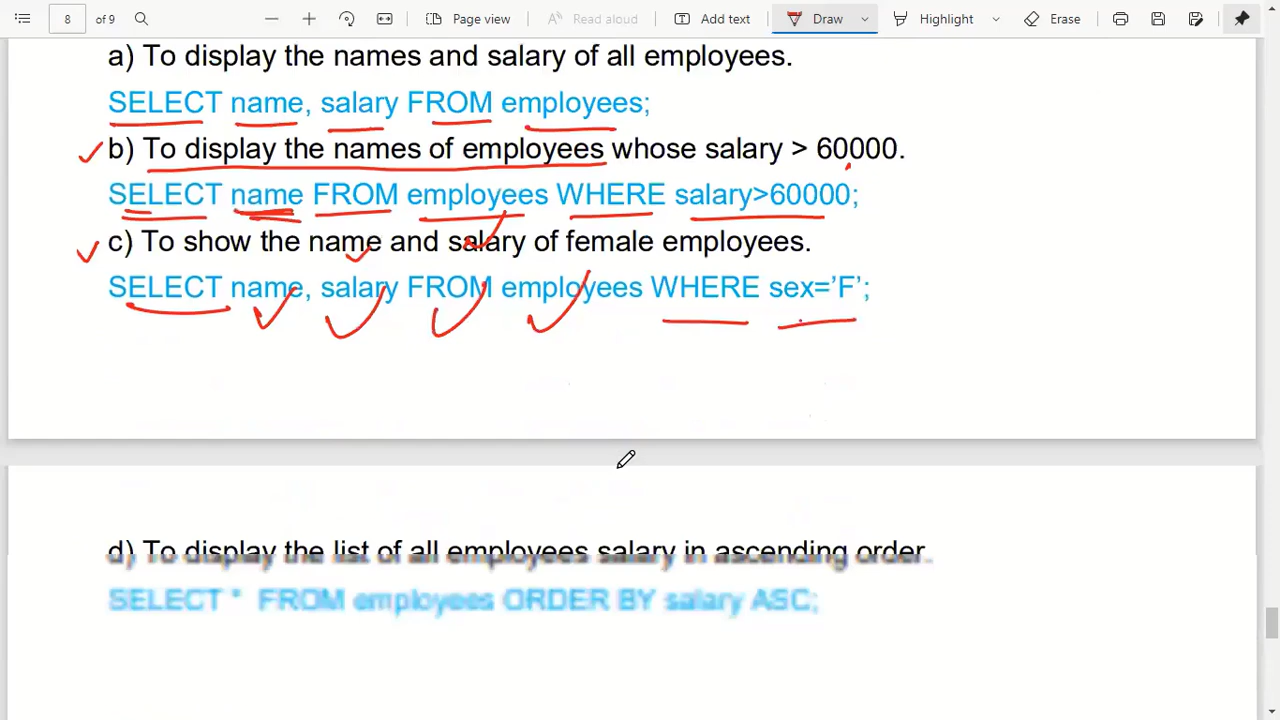 8 of 9
Page view
Read aloud
Add text
Draw
Highlight
Erase
a) To display the names and salary of all employees.
SELECT name, salary FROM employees;
b) To display the names of employees whose salary > 60000.
SELECT name FROM employees WHERE salary>60000;
c) To show the name and salary of female employees.
SELECT name, salary FROM employees WHERE sex='F';
d) To display the list of all employees salary in ascending order.
SELECT * FROM employees ORDER BY salary ASC;